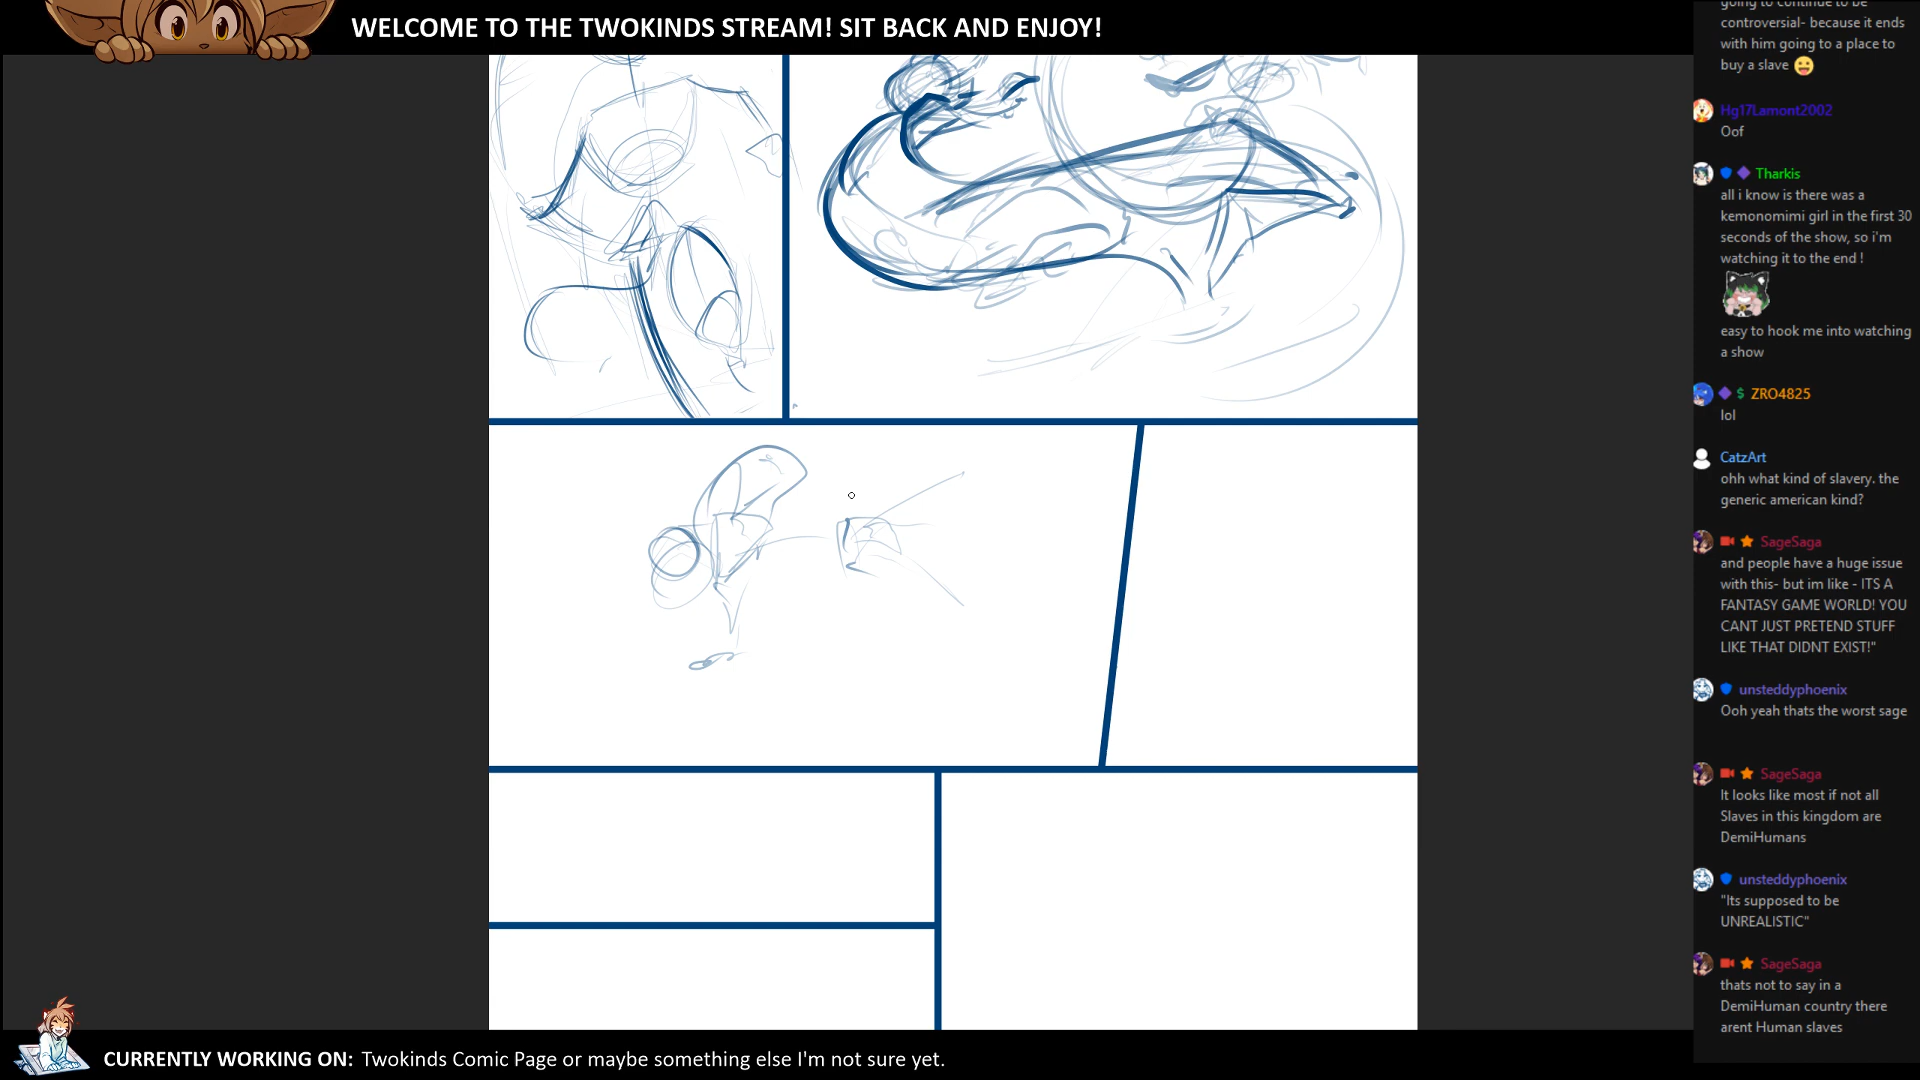 WELCOME TO THE TWOKINDS STREAM! SIT BACK AND ENJOY!
going to continue to be
controversial- because it ends
with him going to a place to
buy a slave
Hg17Lamont2002
Oof
Tharkis
all i know is there was a
kemonomimi girl in the first 30
seconds of the show, so i'm
watching it to the end !
easy to hook me into watching
a show
ZRO4825
lol
CatzArt
ohh what kind of slavery. the
generic american kind?
SageSaga
and people have a huge issue
with this- but im like - ITS A
FANTASY GAME WORLD! YOU
CANT JUST PRETEND STUFF
LIKE THAT DIDNT EXIST!"
unsteddyphoenix
Ooh yeah thats the worst sage
SageSaga
It looks like most if not all
Slaves in this kingdom are
DemiHumans
unsteddyphoenix
"Its supposed to be
UNREALISTIC"
SageSaga
thats not to say in a
DemiHuman country there
arent Human slaves
CURRENTLY WORKING ON: Twokinds Comic Page or maybe something else I'm not sure yet.